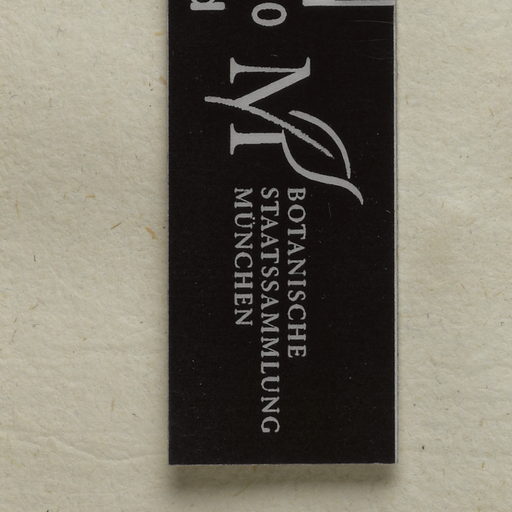 M
BOTANISCHE
STAATSSAMMLUNG
MÜNCHEN